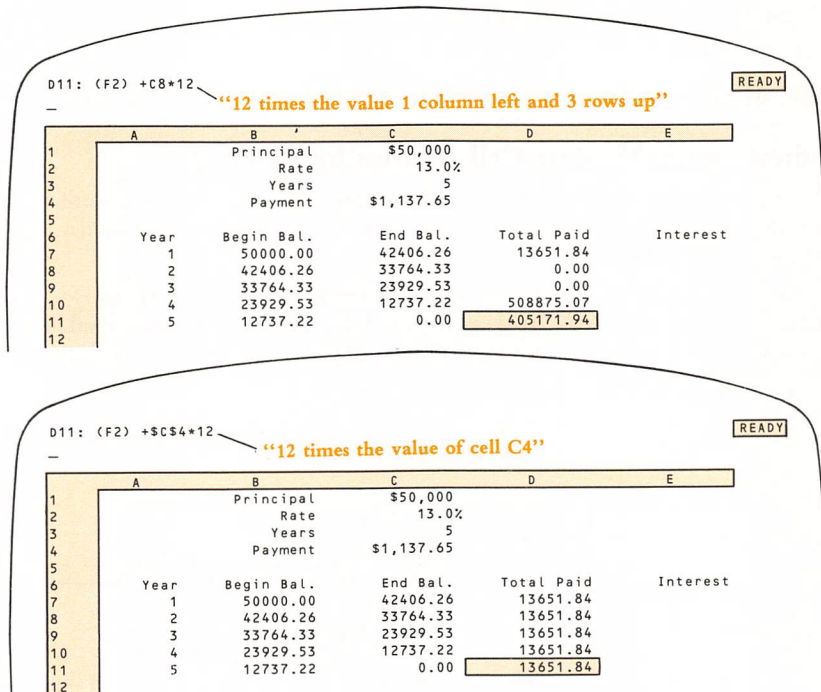 D11: (F2) +C8*12 READY
“12 times the value 1 column left and 3 rows up”
A B C D E
1 Principal $50,000
2 Rate 13.0%
3 Years 5
4 Payment $1,137.65
5
6 Year Begin Bal. End Bal. Total Paid Interest
7 1 50000.00 42406.26 13651.84
8 2 42406.26 33764.33 0.00
9 3 33764.33 23929.53 0.00
10 4 23929.53 12737.22 508875.07
11 5 12737.22 0.00 405171.94
12
D11: (F2) +$C$4*12 READY
“12 times the value of cell C4”
A B C D E
1 Principal $50,000
2 Rate 13.0%
3 Years 5
4 Payment $1,137.65
5
6 Year Begin Bal. End Bal. Total Paid Interest
7 1 50000.00 42406.26 13651.84
8 2 42406.26 33764.33 13651.84
9 3 33764.33 23929.53 13651.84
10 4 23929.53 12737.22 13651.84
11 5 12737.22 0.00 13651.84
12